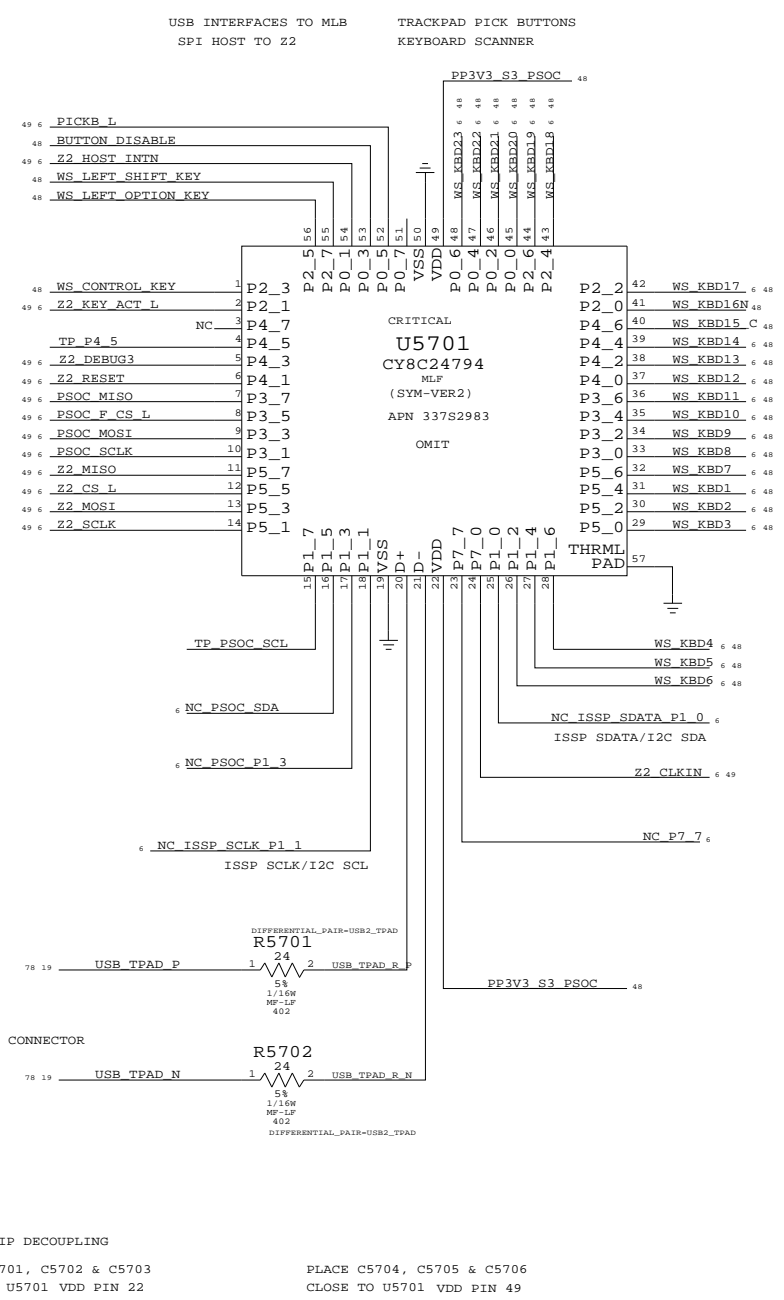 USB INTERFACES TO MLB
SPI HOST TO Z2
TRACKPAD PICK BUTTONS
KEYBOARD SCANNER
PP3V3_S3_PSOC 48
49 6 PICKB_L
48 BUTTON_DISABLE
49 6 Z2_HOST_INTN
48 WS_LEFT_SHIFT_KEY
48 WS_LEFT_OPTION_KEY
WS_KBD23 6 48
WS_KBD22 6 48
WS_KBD21 6 48
WS_KBD20 6 48
WS_KBD19 6 48
WS_KBD18 6 48
56 P2_5
55 P2_7
54 P0_1
53 P0_3
52 P0_5
51 P0_7
50 VSS
49 VDD
48 P0_6
47 P0_4
46 P0_2
45 P0_0
44 P2_6
43 P2_4
48 WS_CONTROL_KEY 1 P2_3
49 6 Z2_KEY_ACT_L 2 P2_1
NC 3 P4_7
TP_P4_5 4 P4_5
49 6 Z2_DEBUG3 5 P4_3
49 6 Z2_RESET 6 P4_1
49 6 PSOC_MISO 7 P3_7
49 6 PSOC_F_CS_L 8 P3_5
49 6 PSOC_MOSI 9 P3_3
49 6 PSOC_SCLK 10 P3_1
49 6 Z2_MISO 11 P5_7
49 6 Z2_CS_L 12 P5_5
49 6 Z2_MOSI 13 P5_3
49 6 Z2_SCLK 14 P5_1
CRITICAL
U5701
CY8C24794
MLF
(SYM-VER2)
APN 337S2983
OMIT
P2_2 42 WS_KBD17 6 48
P2_0 41 WS_KBD16N 48
P4_6 40 WS_KBD15_C 48
P4_4 39 WS_KBD14 6 48
P4_2 38 WS_KBD13 6 48
P4_0 37 WS_KBD12 6 48
P3_6 36 WS_KBD11 6 48
P3_4 35 WS_KBD10 6 48
P3_2 34 WS_KBD9 6 48
P3_0 33 WS_KBD8 6 48
P5_6 32 WS_KBD7 6 48
P5_4 31 WS_KBD1 6 48
P5_2 30 WS_KBD2 6 48
P5_0 29 WS_KBD3 6 48
THRML
PAD 57
15 P1_7
16 P1_5
17 P1_3
18 P1_1
19 VSS
20 D+
21 D-
22 VDD
23 P7_7
24 P7_0
25 P1_0
26 P1_2
27 P1_4
28 P1_6
TP_PSOC_SCL
WS_KBD4 6 48
WS_KBD5 6 48
WS_KBD6 6 48
6 NC_PSOC_SDA
NC_ISSP_SDATA_P1_0 6
ISSP SDATA/I2C SDA
6 NC_PSOC_P1_3
Z2_CLKIN 6 49
6 NC_ISSP_SCLK_P1_1
ISSP SCLK/I2C SCL
NC_P7_7 6
DIFFERENTIAL_PAIR=USB2_TPAD
R5701
78 19 USB_TPAD_P 1 24 2 USB_TPAD_R_P
5%
1/16W
MF-LF
402
PP3V3_S3_PSOC 48
CONNECTOR
R5702
78 19 USB_TPAD_N 1 24 2 USB_TPAD_R_N
5%
1/16W
MF-LF
402
DIFFERENTIAL_PAIR=USB2_TPAD
IP DECOUPLING
701, C5702 & C5703
U5701 VDD PIN 22
PLACE C5704, C5705 & C5706
CLOSE TO U5701 VDD PIN 49